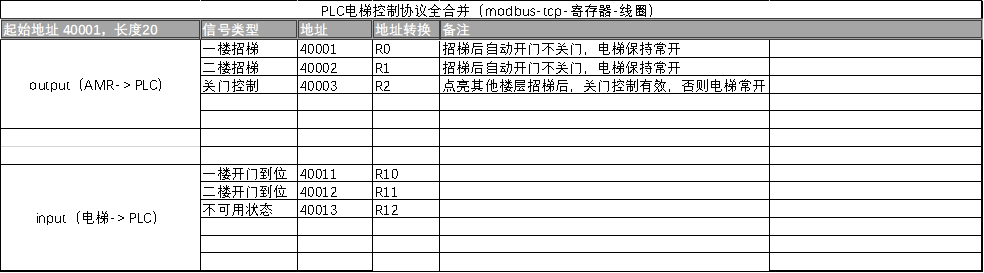 PLC电梯控制协议全合并（modbus-tcp-寄存器-线圈）
起始地址 40001，长度20 信号类型 地址 地址转换 备注
一楼招梯 40001 R0 招梯后自动开门不关门，电梯保持常开
二楼招梯 40002 R1 招梯后自动开门不关门，电梯保持常开
output（AMR->PLC） 关门控制 40003 R2 点亮其他楼层招梯后，关门控制有效，否则电梯常开
一楼开门到位 40011 R10
二楼开门到位 40012 R11
不可用状态 40013 R12
input（电梯->PLC）